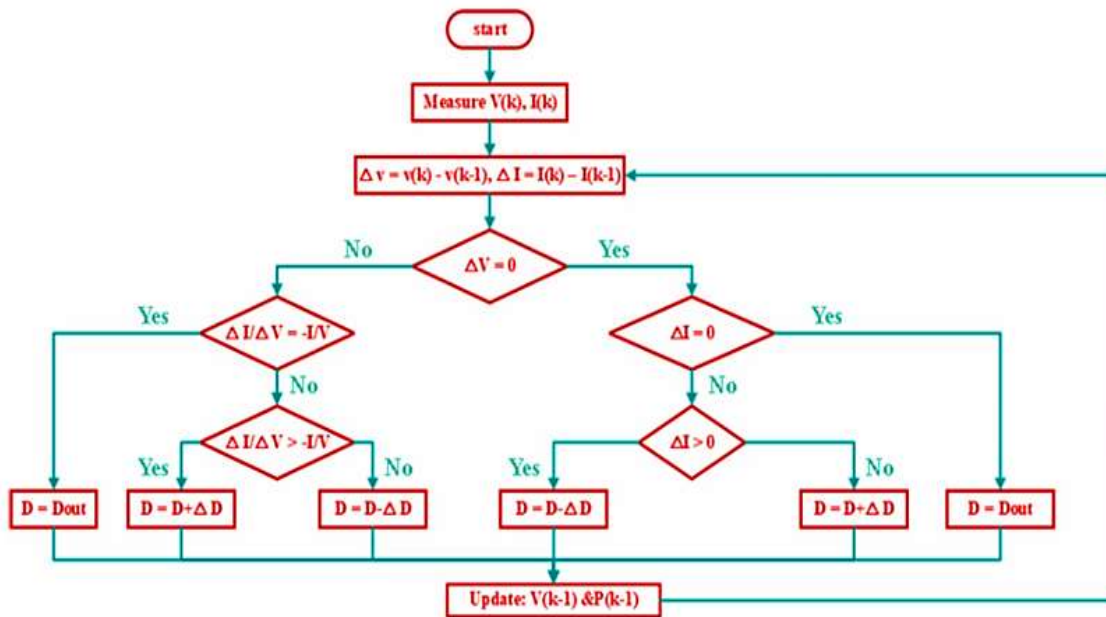 start
Measure V(k), I(k)
Δ v = v(k) - v(k-1), Δ I = I(k) – I(k-1)
No
Yes
ΔV = 0
Yes
Δ I/Δ V = -I/V
ΔI = 0
Yes
No
No
Δ I/Δ V > -I/V
ΔI > 0
Yes
No
Yes
No
D = Dout
D = D+Δ D
D = D-Δ D
D = D-Δ D
D = D+Δ D
D = Dout
Update: V(k-1) &P(k-1)